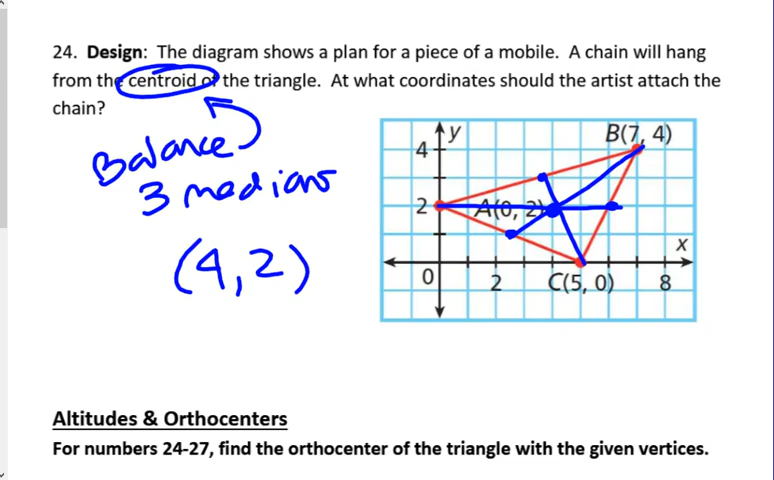 24. Design: The diagram shows a plan for a piece of a mobile. A chain will hang
from the centroid of the triangle. At what coordinates should the artist attach the
chain?
Balance
3 medians
(4,2)
y
B(7, 4)
4
2
A(0, 2)
x
0
2
C(5, 0)
8
Altitudes & Orthocenters
For numbers 24-27, find the orthocenter of the triangle with the given vertices.